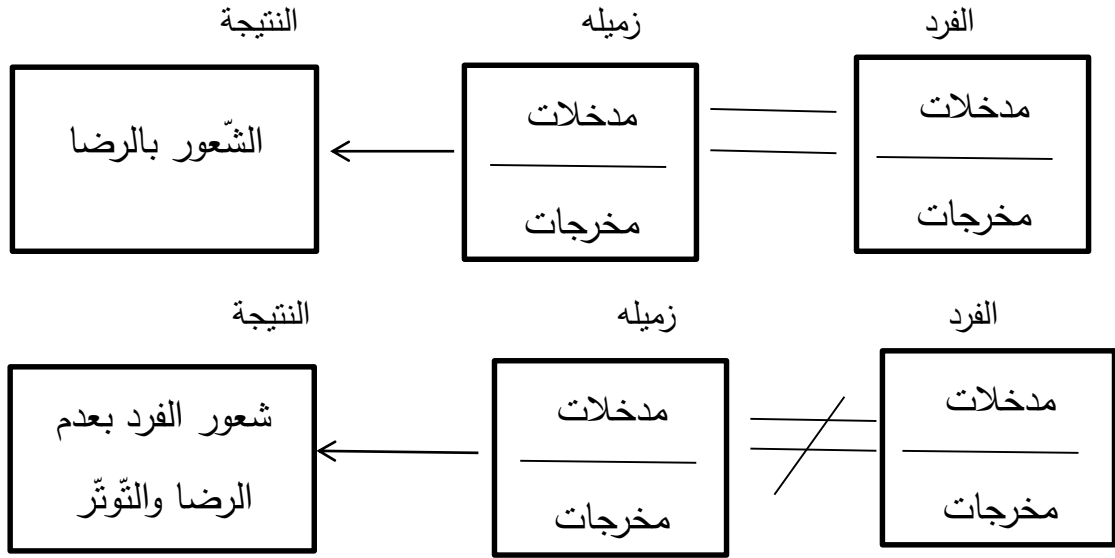 الفرد
زميله
النتيجة
مدخلات
مخرجات
مدخلات
مخرجات
الشّعور بالرضا
الفرد
زميله
النتيجة
مدخلات
مخرجات
مدخلات
مخرجات
شعور الفرد بعدم
الرضا والتّوتّر